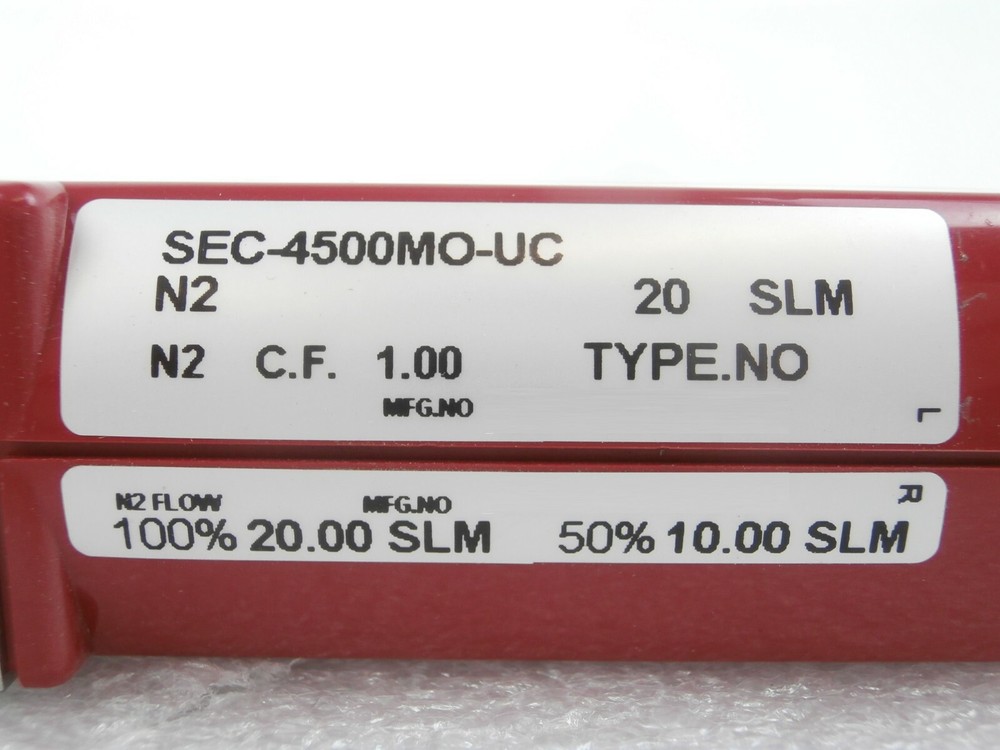 SEC-4500MO-UC
N2 20 SLM
N2 C.F. 1.00 TYPE.NO
MFG.NO
L
R
N2 FLOW MFG.NO
100% 20.00 SLM 50% 10.00 SLM